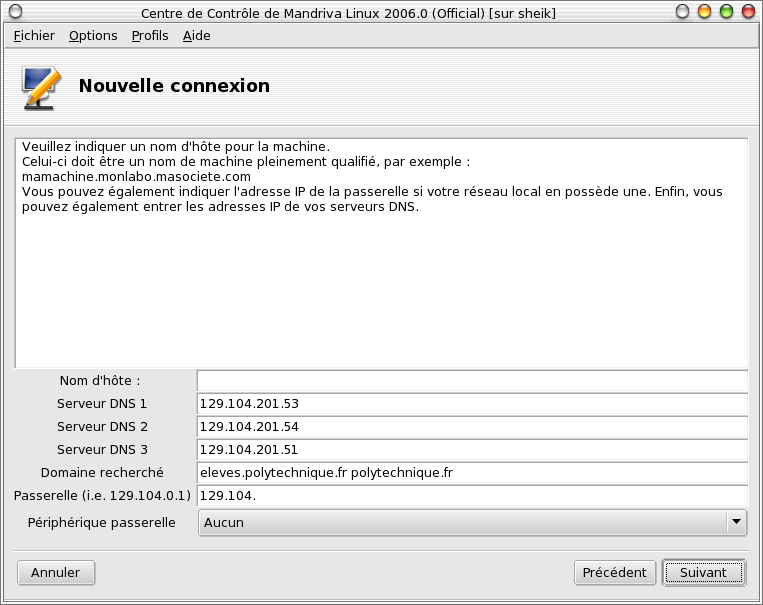 Centre de Contrôle de Mandriva Linux 2006.0 (Official) [sur sheik]
Fichier Options Profils Aide
Nouvelle connexion
Veuillez indiquer un nom d'hôte pour la machine.
Celui-ci doit être un nom de machine pleinement qualifié, par exemple :
mamachine.monlabo.masociete.com
Vous pouvez également indiquer l'adresse IP de la passerelle si votre réseau local en possède une. Enfin, vous
pouvez également entrer les adresses IP de vos serveurs DNS.
Nom d'hôte :
Serveur DNS 1 129.104.201.53
Serveur DNS 2 129.104.201.54
Serveur DNS 3 129.104.201.51
Domaine recherché eleves.polytechnique.fr polytechnique.fr
Passerelle (i.e. 129.104.0.1) 129.104.
Périphérique passerelle Aucun
Annuler Précédent Suivant